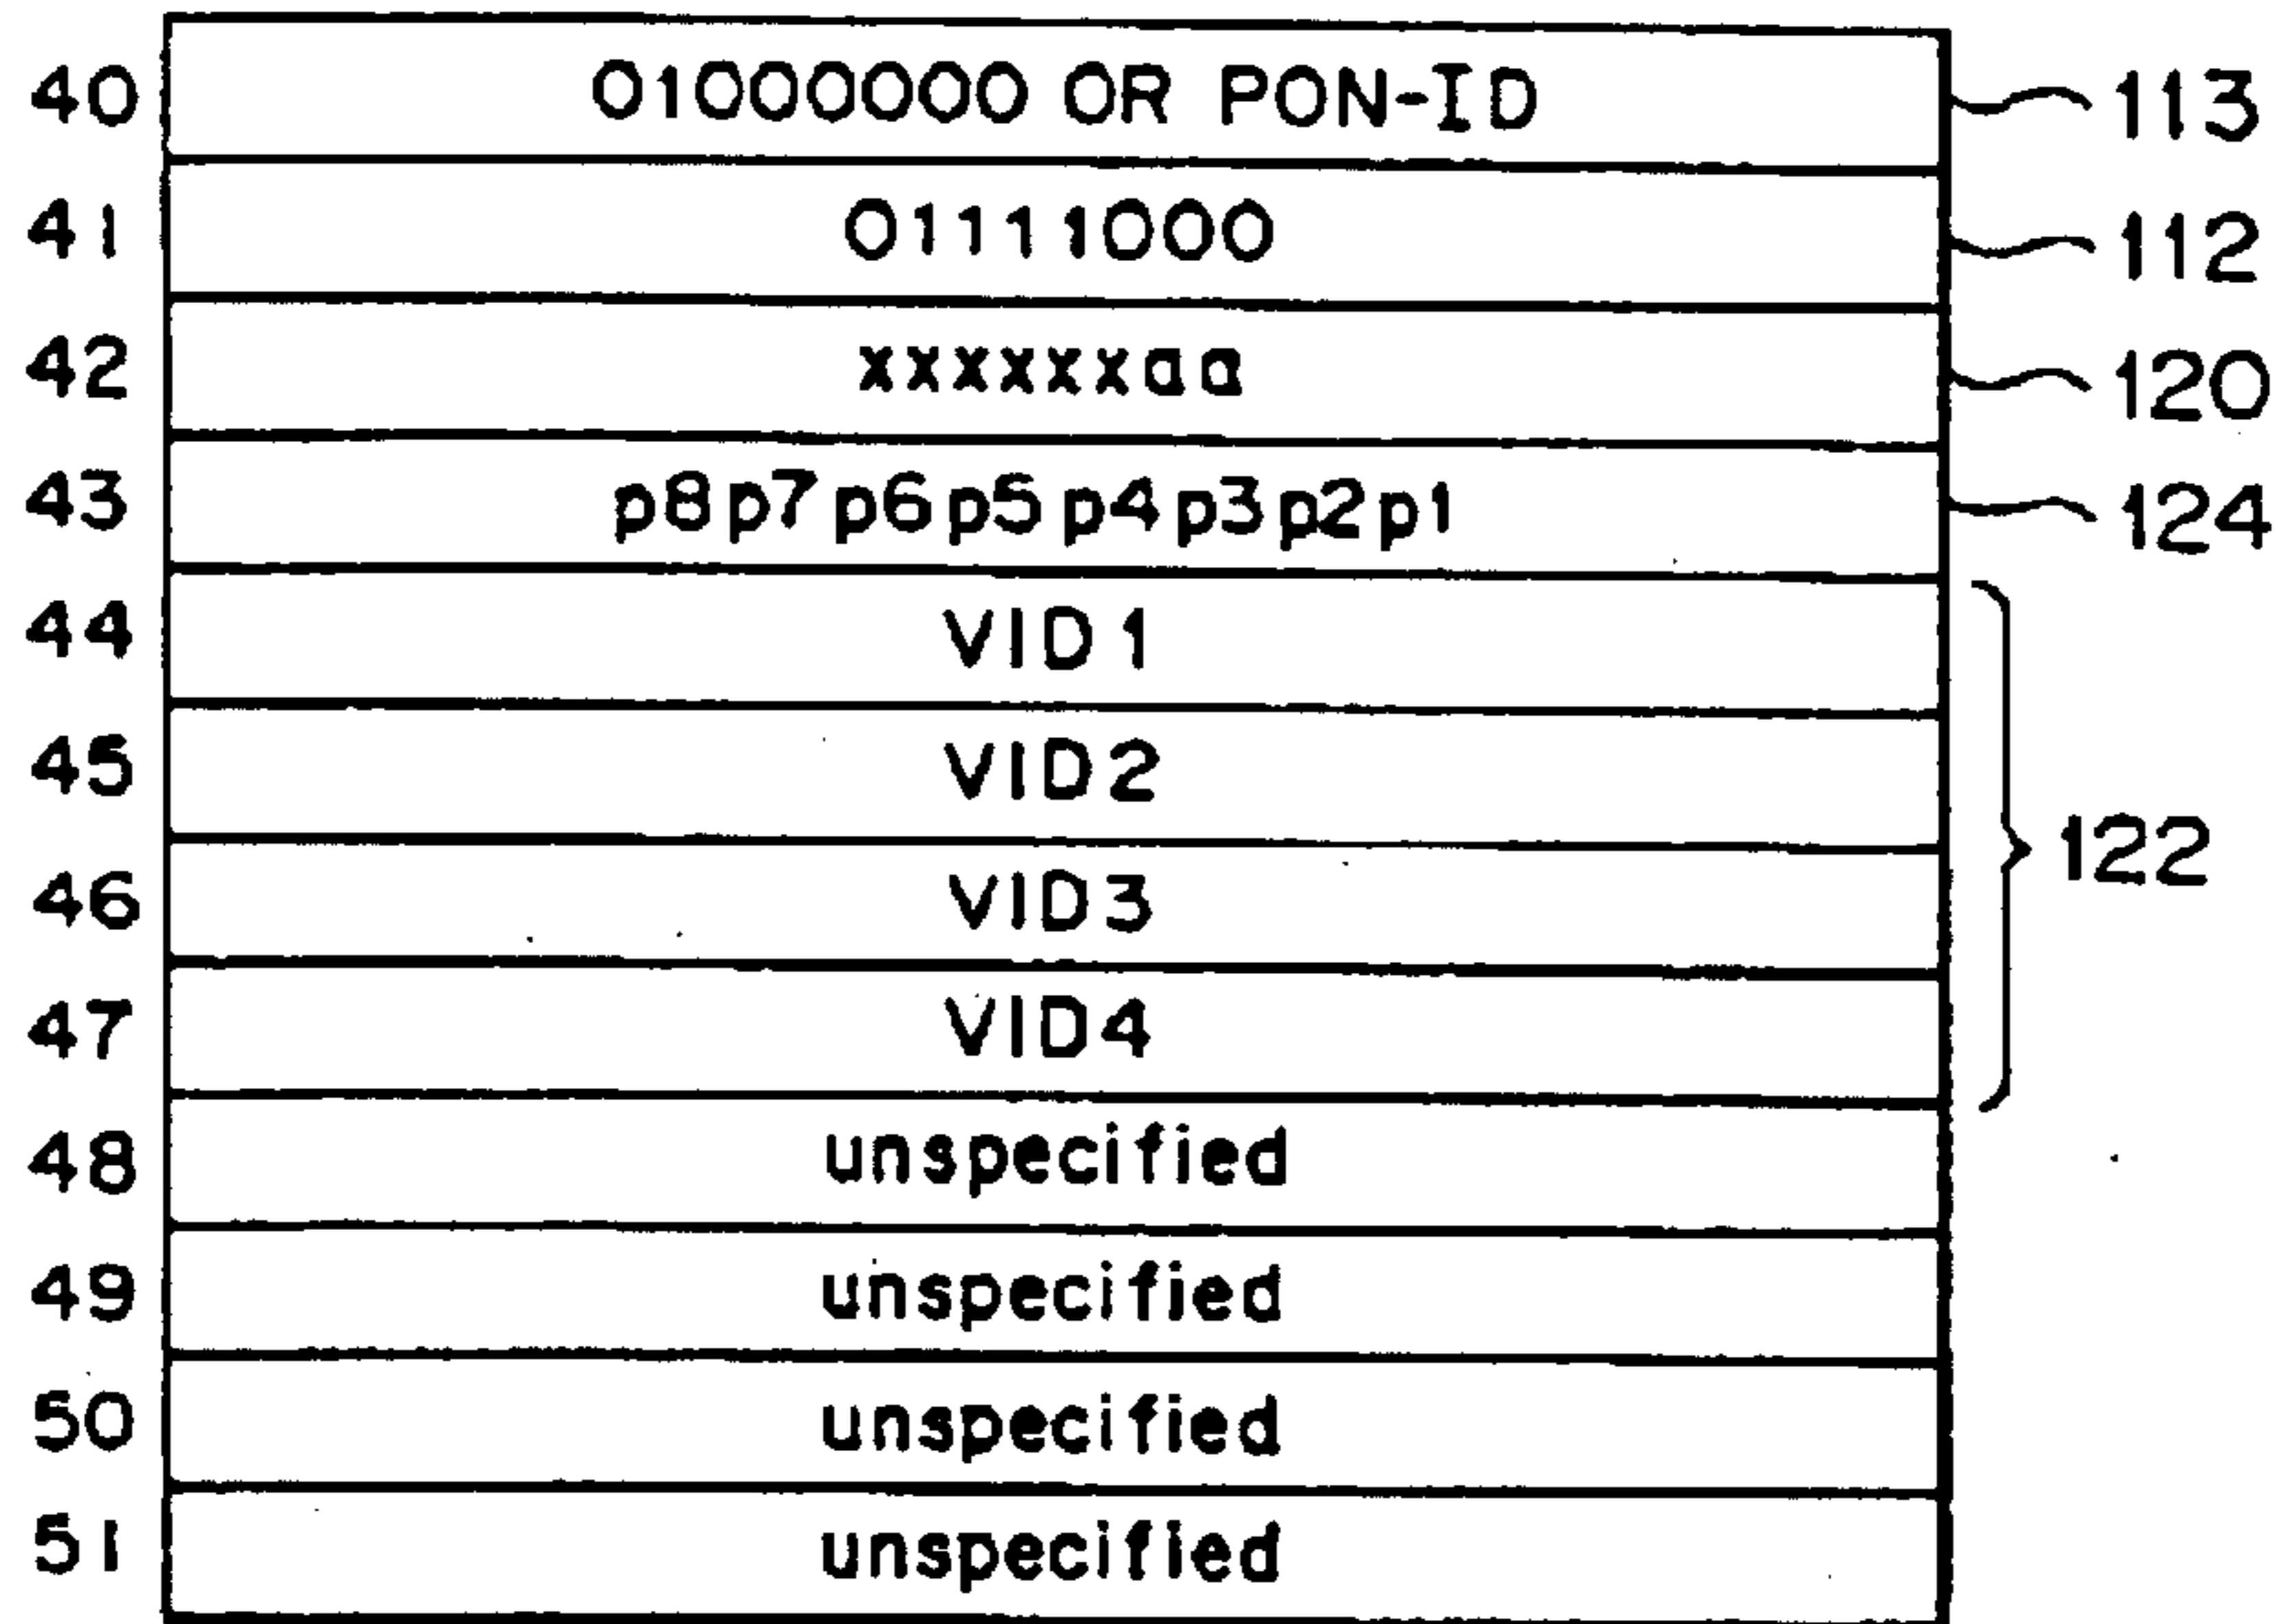 40 01000000 OR PON-ID 113
41 01111000 112
42 xxxxxxaa 120
43 p8p7p6p5p4p3p2p1 124
44 VID1
45 VID2
122
46 VID3
47 VID4
48 unspecified
49 unspecified
50 unspecified
51 unspecified